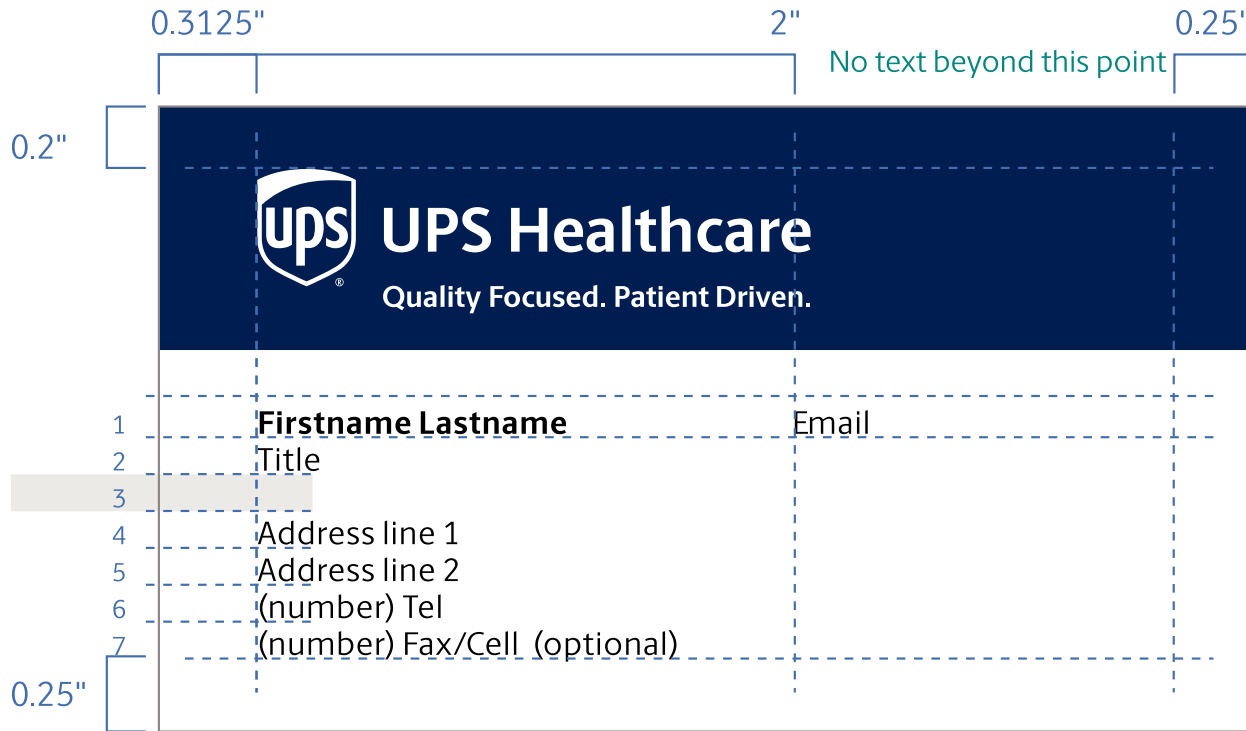 0.3125" 2" 0.25"
No text beyond this point
0.2"
ups UPS Healthcare
®
Quality Focused. Patient Driven.
1 Firstname Lastname Email
2 Title
3
4 Address line 1
5 Address line 2
6 (number) Tel
7 (number) Fax/Cell (optional)
0.25"